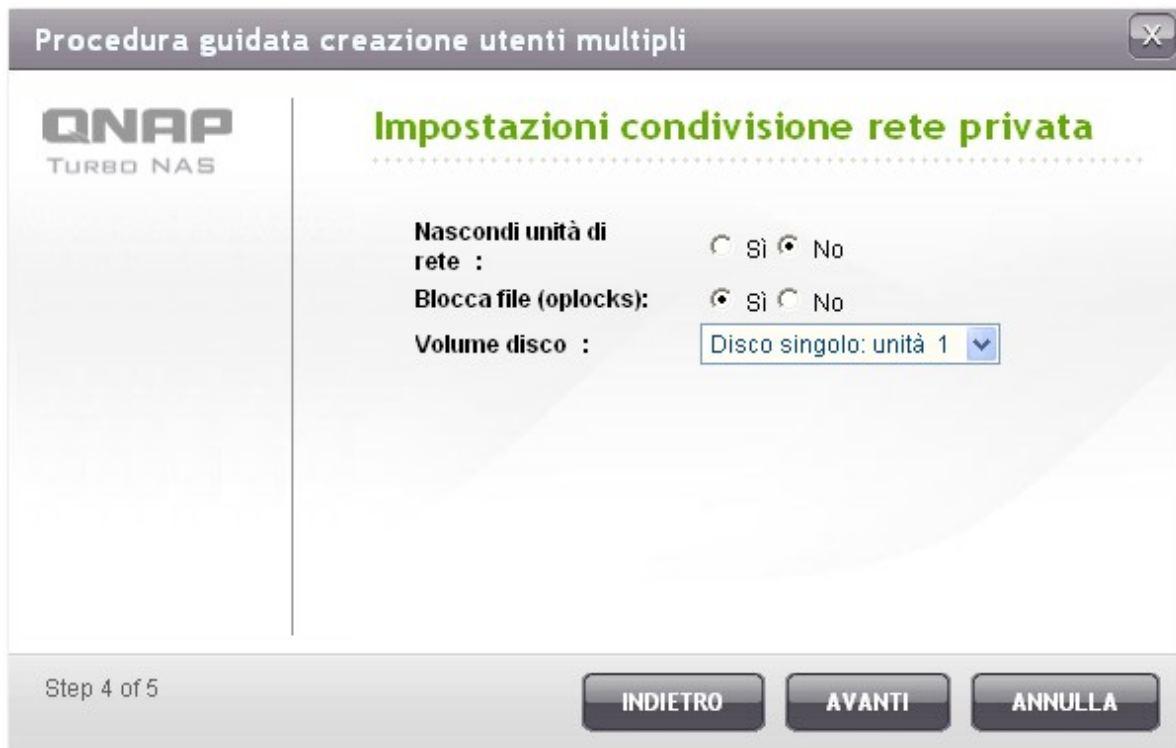 Procedura guidata creazione utenti multipli
X
QNAP
TURBO NAS
Impostazioni condivisione rete privata
Nascondi unità di
rete :
Sì No
Blocca file (oplocks):
Sì No
Volume disco :
Disco singolo: unità 1
Step 4 of 5
INDIETRO
AVANTI
ANNULLA